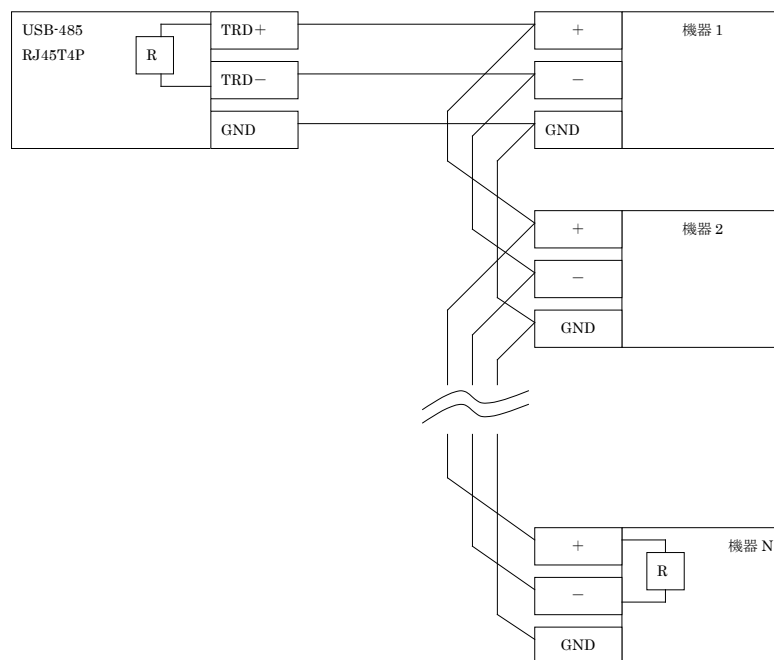 USB-485
RJ45T4P
R
TRD+
TRD−
GND
+
−
GND
機器 1
+
−
GND
機器 2
+
−
GND
R
機器 N